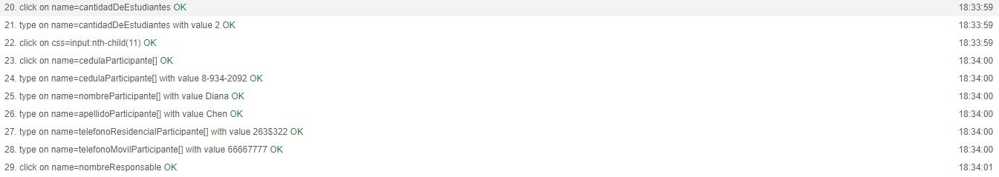 20. click on name=cantidadDeEstudiantes OK 18:33:59
21. type on name=cantidadDeEstudiantes with value 2 OK 18:33:59
22. click on css=input:nth-child(11) OK 18:33:59
23. click on name=cedulaParticipante[] OK 18:34:00
24. type on name=cedulaParticipante[] with value 8-934-2092 OK 18:34:00
25. type on name=nombreParticipante[] with value Diana OK 18:34:00
26. type on name=apellidoParticipante[] with value Chen OK 18:34:00
27. type on name=telefonoResidencialParticipante[] with value 263$322 OK 18:34:00
28. type on name=telefonoMovilParticipante[] with value 66667777 OK 18:34:00
29. click on name=nombreResponsable OK 18:34:01